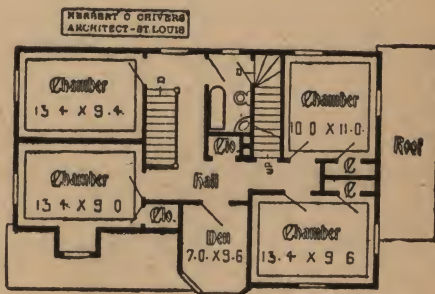 HERBERT C CHIVERS
ARCHITECT-ST. LOUIS
D
D
Chamber
13 4 X 9. 4.
Chamber
10 0 X 11.0.
Clo
UP
C
C
Roof
Chamber
13. 4 X 9 0
Hall
Clo.
Den
7.0. X 9.6
Chamber
13. 4 X 9 6